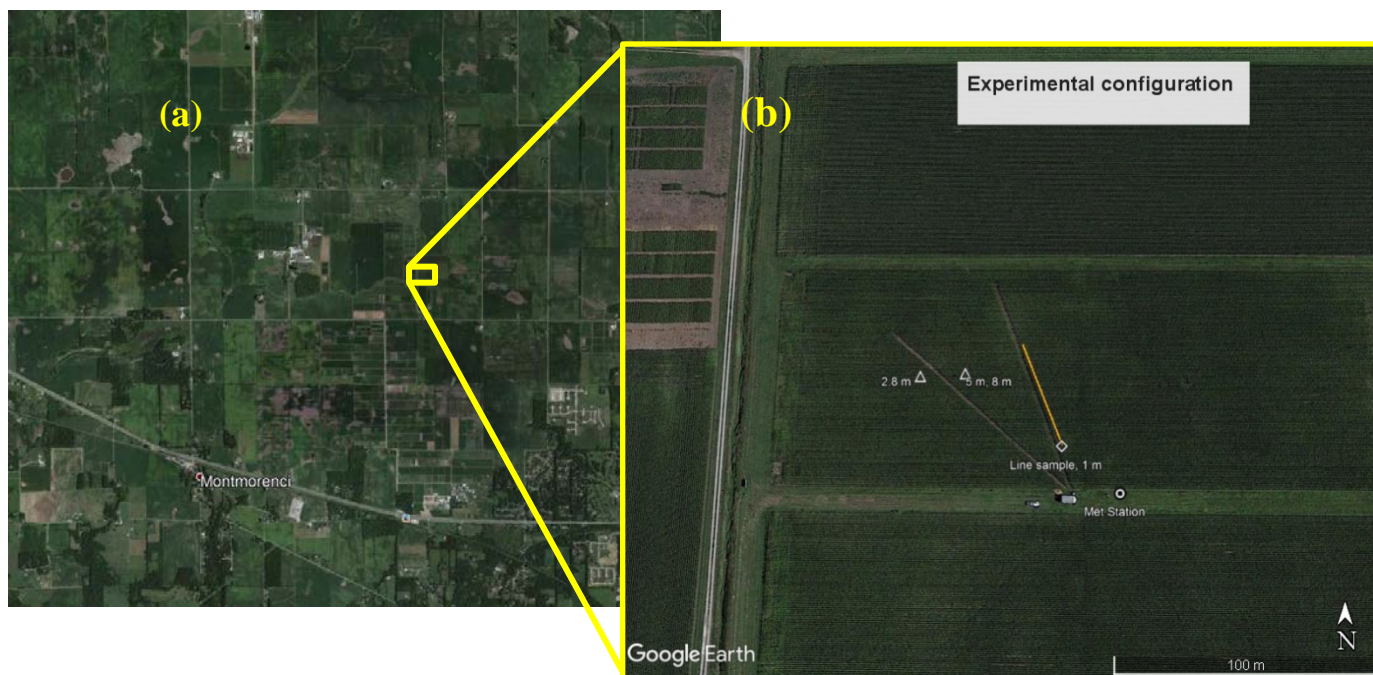 (a)
Montmorenci
(b)
Experimental configuration
2.8 m
5 m, 8 m
Line sample, 1 m
Met Station
N
Google Earth
100 m